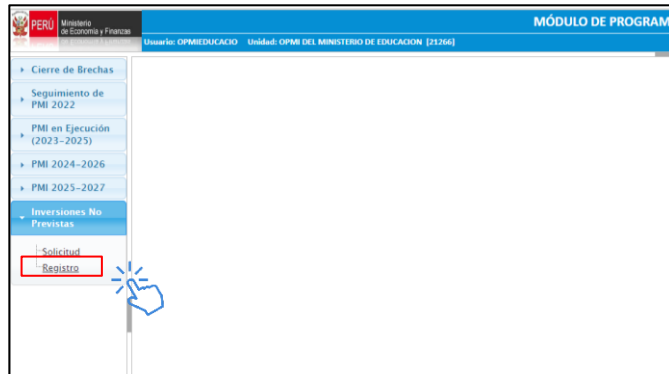 PERÚ
Ministerio
de Economía y Finanzas
MÓDULO DE PROGRAM
Usuario: OPMIEDUCACIO Unidad: OPMI DEL MINISTERIO DE EDUCACION [21266]
Cierre de Brechas
Seguimiento de
PMI 2022
PMI en Ejecución
(2023-2025)
PMI 2024-2026
PMI 2025-2027
Inversiones No
Previstas
Solicitud
Registro